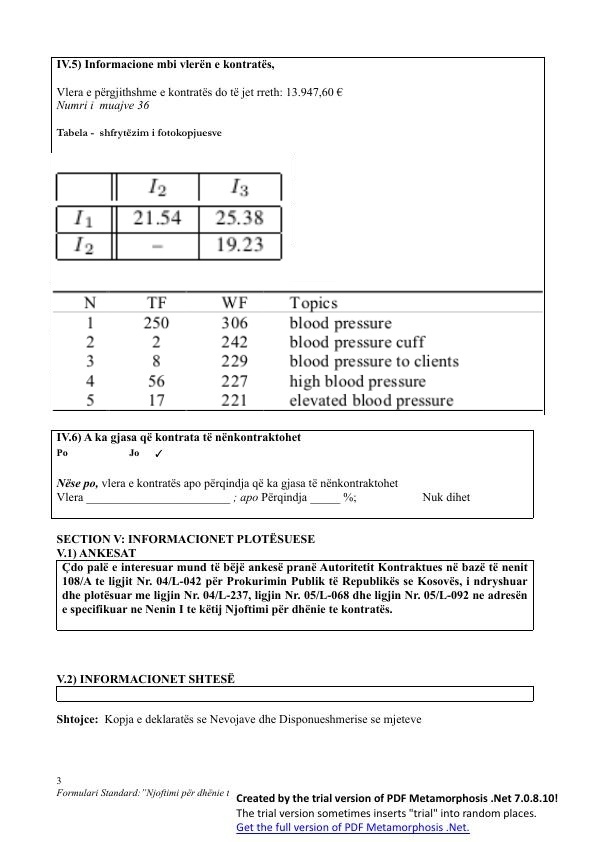 IV.5) Informacione mbi vlerën e kontratës,
Vlera e përgjithshme e kontratës do të jet rreth: 13.947,60 €
Numri i muajve 36
Tabela - shfrytëzim i fotokopjuesve
I2 I3
I1 21.54 25.38
I2 – 19.23
N TF WF Topics
1 250 306 blood pressure
2 2 242 blood pressure cuff
3 8 229 blood pressure to clients
4 56 227 high blood pressure
5 17 221 elevated blood pressure
IV.6) A ka gjasa që kontrata të nënkontraktohet
Po Jo ✓
Nëse po, vlera e kontratës apo përqindja që ka gjasa të nënkontraktohet
Vlera ________________________ ; apo Përqindja _____ %; Nuk dihet
SECTION V: INFORMACIONET PLOTËSUESE
V.1) ANKESAT
Çdo palë e interesuar mund të bëjë ankesë pranë Autoritetit Kontraktues në bazë të nenit
108/A te ligjit Nr. 04/L-042 për Prokurimin Publik të Republikës se Kosovës, i ndryshuar
dhe plotësuar me ligjin Nr. 04/L-237, ligjin Nr. 05/L-068 dhe ligjin Nr. 05/L-092 ne adresën
e specifikuar ne Nenin I te këtij Njoftimi për dhënie te kontratës.
V.2) INFORMACIONET SHTESË
Shtojce: Kopja e deklaratës se Nevojave dhe Disponueshmerise se mjeteve
3
Formulari Standard:"Njoftimi për dhënie t
Created by the trial version of PDF Metamorphosis .Net 7.0.8.10!
The trial version sometimes inserts "trial" into random places.
Get the full version of PDF Metamorphosis .Net.